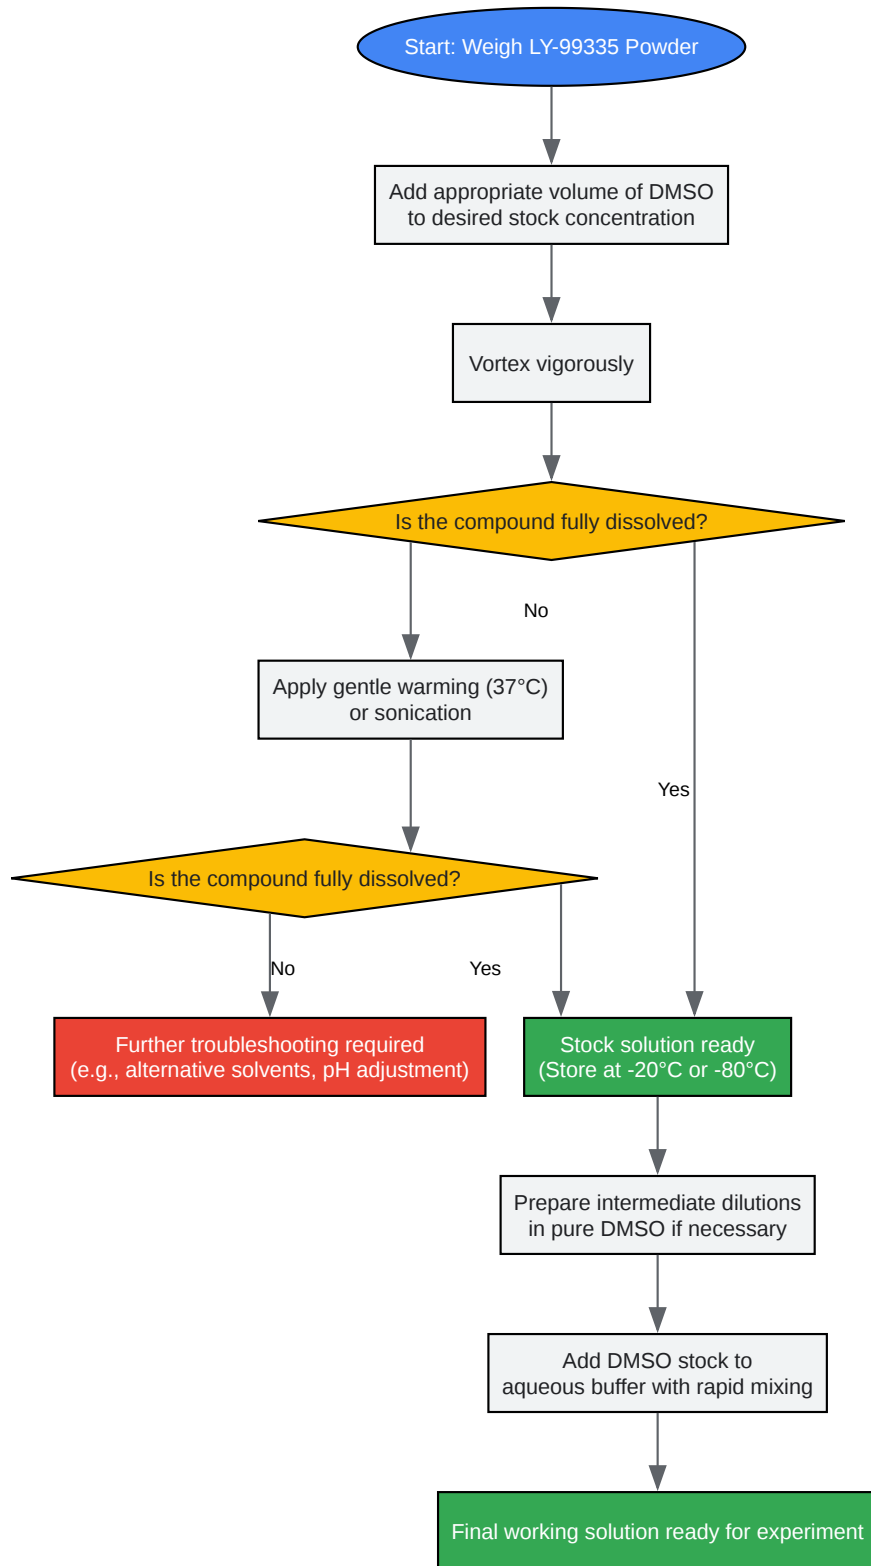 Start: Weigh LY-99335 Powder
Add appropriate volume of DMSO
to desired stock concentration
Vortex vigorously
Is the compound fully dissolved?
No
Apply gentle warming (37°C)
or sonication
Yes
Is the compound fully dissolved?
No
Yes
Further troubleshooting required
(e.g., alternative solvents, pH adjustment)
Stock solution ready
(Store at -20°C or -80°C)
Prepare intermediate dilutions
in pure DMSO if necessary
Add DMSO stock to
aqueous buffer with rapid mixing
Final working solution ready for experiment